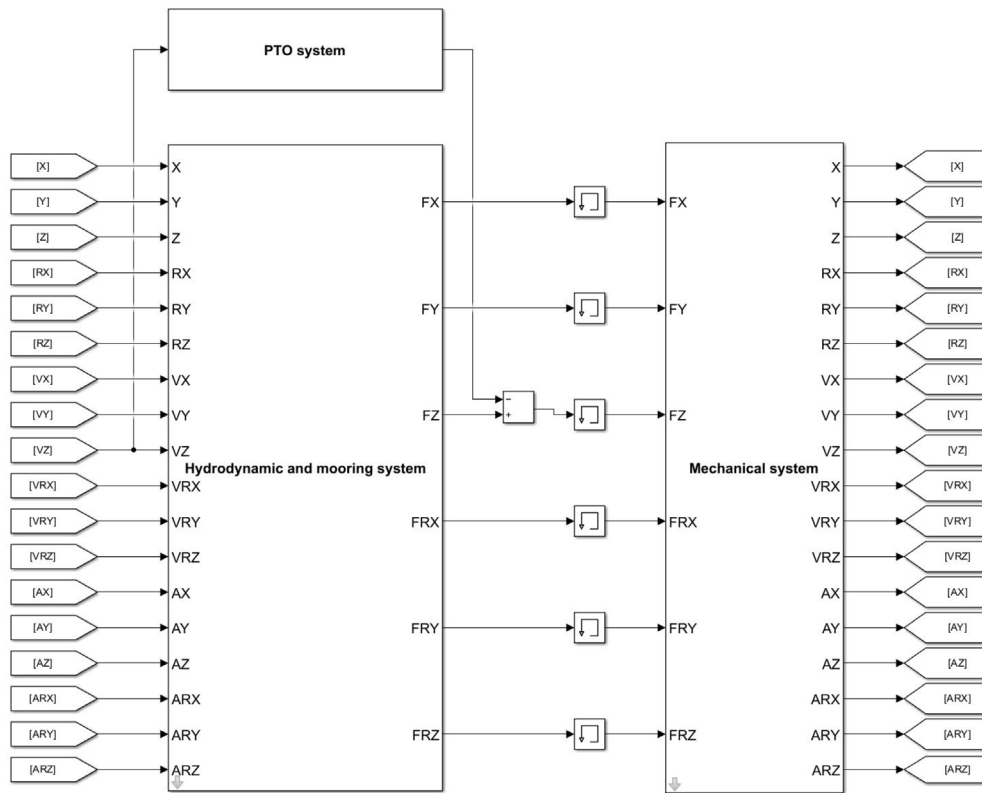 PTO system
[X]
[Y]
[Z]
[RX]
[RY]
[RZ]
[VX]
[VY]
[VZ]
[VRX]
[VRY]
[VRZ]
[AX]
[AY]
[AZ]
[ARX]
[ARY]
[ARZ]
X
Y
Z
RX
RY
RZ
VX
VY
VZ
Hydrodynamic and mooring system
VRX
VRY
VRZ
AX
AY
AZ
ARX
ARY
ARZ
FX
FY
FZ
FRX
FRY
FRZ
−
+
FX
FY
FZ
FRX
FRY
FRZ
Mechanical system
X
Y
Z
RX
RY
RZ
VX
VY
VZ
VRX
VRY
VRZ
AX
AY
AZ
ARX
ARY
ARZ
[X]
[Y]
[Z]
[RX]
[RY]
[RZ]
[VX]
[VY]
[VZ]
[VRX]
[VRY]
[VRZ]
[AX]
[AY]
[AZ]
[ARX]
[ARY]
[ARZ]